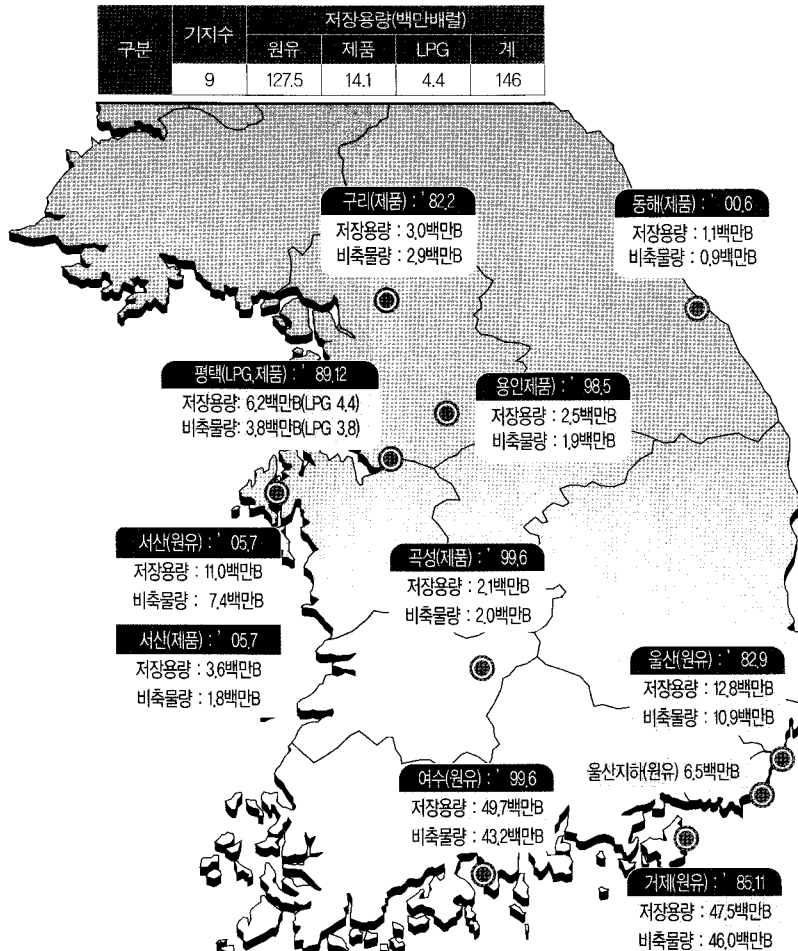 구분 기지수 저장용량(백만배럴)
원유 제품 LPG 계
9 127.5 14.1 4.4 146
구리(제품) : ' 82.2
저장용량 : 3.0백만B
비축물량 : 2.9백만B
동해(제품) : ' 00.6
저장용량 : 1.1백만B
비축물량 : 0.9백만B
평택(LPG,제품) : ' 89.12
저장용량: 6.2백만B(LPG 4.4)
비축물량: 3.8백만B(LPG 3.8)
용인제품) : ' 98.5
저장용량 : 2.5백만B
비축물량 : 1.9백만B
서산(원유) : ' 05.7
저장용량 : 11.0백만B
비축물량 : 7.4백만B
곡성(제품) : ' 99.6
저장용량 : 2.1백만B
비축물량 : 2.0백만B
서산(제품) : ' 05.7
저장용량 : 3.6백만B
비축물량 : 1.8백만B
울산(원유) : ' 82.9
저장용량 : 12.8백만B
비축물량 : 10.9백만B
울산지하(원유) 6.5백만B
여수(원유) : ' 99.6
저장용량 : 49.7백만B
비축물량 : 43.2백만B
거제(원유) : ' 85.11
저장용량 : 47.5백만B
비축물량 : 46.0백만B